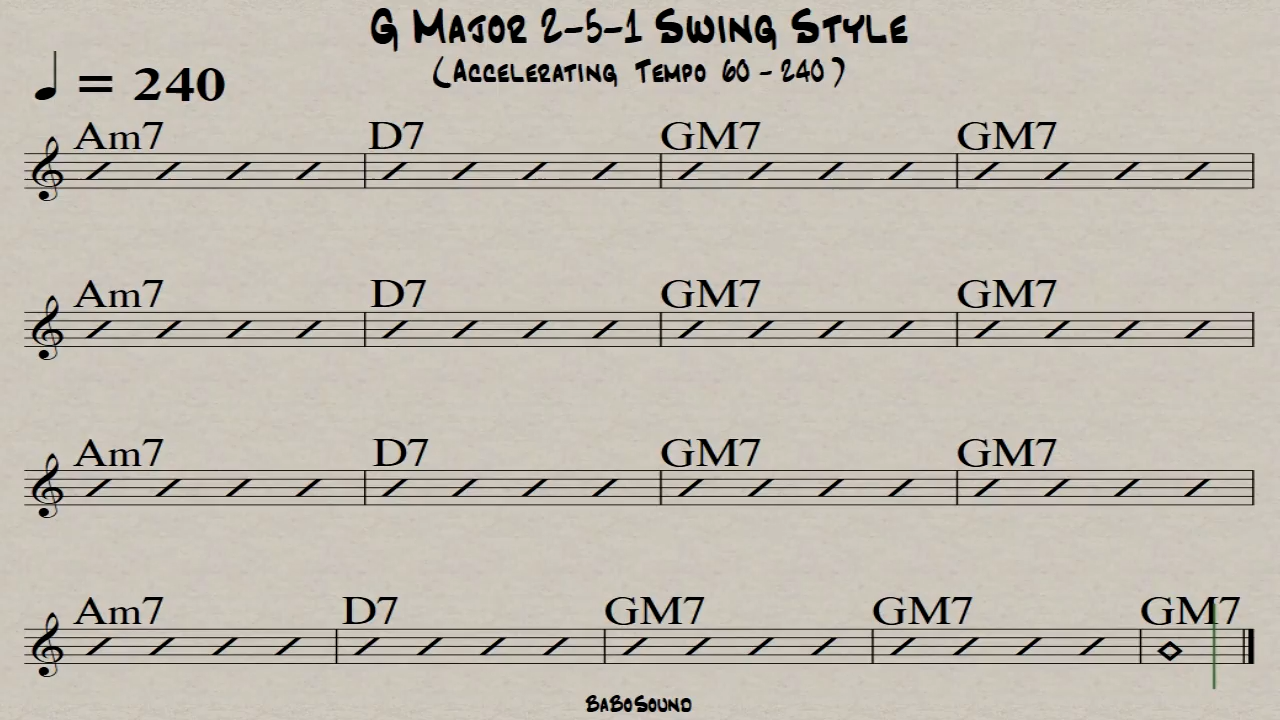 G Major 2-5-1 Swing Style
(Accelerating Tempo 60 - 240)
♩ = 240
Am7 D7 GM7 GM7
Am7 D7 GM7 GM7
Am7 D7 GM7 GM7
Am7 D7 GM7 GM7 GM7
BaBoSound